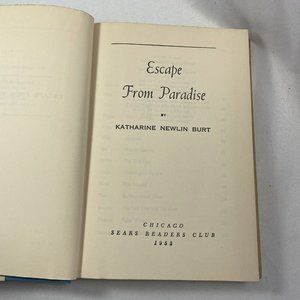 Escape
From Paradise
BY
KATHARINE NEWLIN BURT
CHICAGO
SEARS READERS CLUB
1952